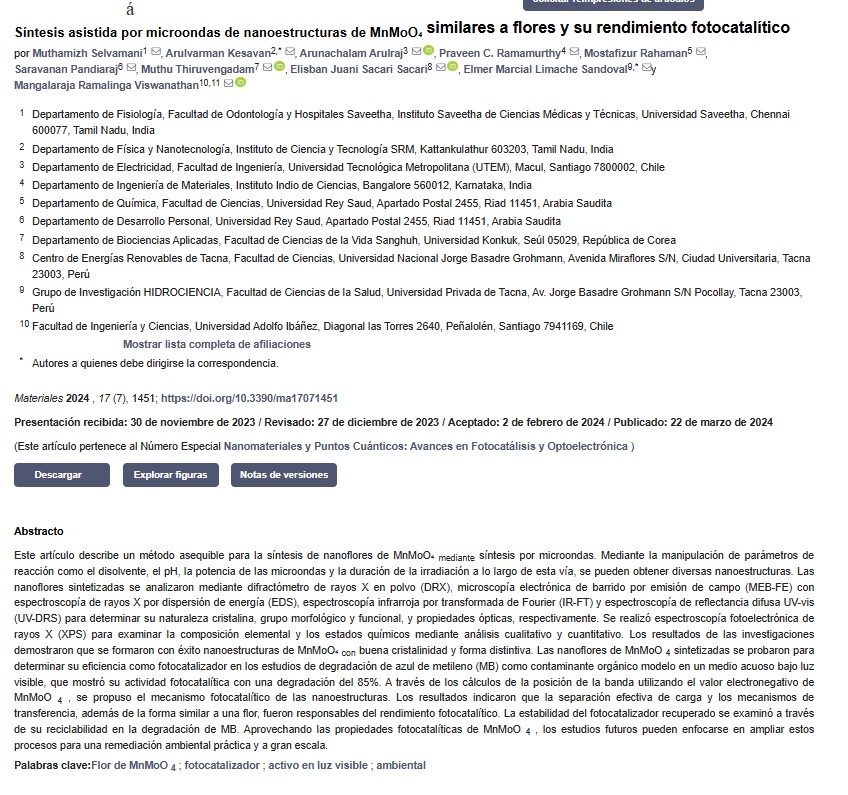 Solicitar reimpresiones de artículos
á
Síntesis asistida por microondas de nanoestructuras de MnMoO₄ similares a flores y su rendimiento fotocatalítico
por Muthamizh Selvamani¹, Arulvarman Kesavan²,*, Arunachalam Arulraj³, Praveen C. Ramamurthy⁴, Mostafizur Rahaman⁵,
Saravanan Pandiaraj⁶, Muthu Thiruvengadam⁷, Elisban Juani Sacari Sacari⁸, Elmer Marcial Limache Sandoval⁹,* y
Mangalaraja Ramalinga Viswanathan¹⁰,¹¹
1 Departamento de Fisiología, Facultad de Odontología y Hospitales Saveetha, Instituto Saveetha de Ciencias Médicas y Técnicas, Universidad Saveetha, Chennai
600077, Tamil Nadu, India
2 Departamento de Física y Nanotecnología, Instituto de Ciencia y Tecnología SRM, Kattankulathur 603203, Tamil Nadu, India
3 Departamento de Electricidad, Facultad de Ingeniería, Universidad Tecnológica Metropolitana (UTEM), Macul, Santiago 7800002, Chile
4 Departamento de Ingeniería de Materiales, Instituto Indio de Ciencias, Bangalore 560012, Karnataka, India
5 Departamento de Química, Facultad de Ciencias, Universidad Rey Saud, Apartado Postal 2455, Riad 11451, Arabia Saudita
6 Departamento de Desarrollo Personal, Universidad Rey Saud, Apartado Postal 2455, Riad 11451, Arabia Saudita
7 Departamento de Biociencias Aplicadas, Facultad de Ciencias de la Vida Sanghuh, Universidad Konkuk, Seúl 05029, República de Corea
8 Centro de Energías Renovables de Tacna, Facultad de Ciencias, Universidad Nacional Jorge Basadre Grohmann, Avenida Miraflores S/N, Ciudad Universitaria, Tacna
23003, Perú
9 Grupo de Investigación HIDROCIENCIA, Facultad de Ciencias de la Salud, Universidad Privada de Tacna, Av. Jorge Basadre Grohmann S/N Pocollay, Tacna 23003,
Perú
10 Facultad de Ingeniería y Ciencias, Universidad Adolfo Ibáñez, Diagonal las Torres 2640, Peñalolén, Santiago 7941169, Chile
Mostrar lista completa de afiliaciones
* Autores a quienes debe dirigirse la correspondencia.
Materiales 2024 , 17 (7), 1451; https://doi.org/10.3390/ma17071451
Presentación recibida: 30 de noviembre de 2023 / Revisado: 27 de diciembre de 2023 / Aceptado: 2 de febrero de 2024 / Publicado: 22 de marzo de 2024
(Este artículo pertenece al Número Especial Nanomateriales y Puntos Cuánticos: Avances en Fotocatálisis y Optoelectrónica )
Descargar Explorar figuras Notas de versiones
Abstracto
Este artículo describe un método asequible para la síntesis de nanoflores de MnMoO₄ mediante síntesis por microondas. Mediante la manipulación de parámetros de
reacción como el disolvente, el pH, la potencia de las microondas y la duración de la irradiación a lo largo de esta vía, se pueden obtener diversas nanoestructuras. Las
nanoflores sintetizadas se analizaron mediante difractómetro de rayos X en polvo (DRX), microscopía electrónica de barrido por emisión de campo (MEB-FE) con
espectroscopía de rayos X por dispersión de energía (EDS), espectroscopía infrarroja por transformada de Fourier (IR-FT) y espectroscopía de reflectancia difusa UV-vis
(UV-DRS) para determinar su naturaleza cristalina, grupo morfológico y funcional, y propiedades ópticas, respectivamente. Se realizó espectroscopía fotoelectrónica de
rayos X (XPS) para examinar la composición elemental y los estados químicos mediante análisis cualitativo y cuantitativo. Los resultados de las investigaciones
demostraron que se formaron con éxito nanoestructuras de MnMoO₄ con buena cristalinidad y forma distintiva. Las nanoflores de MnMoO 4 sintetizadas se probaron para
determinar su eficiencia como fotocatalizador en los estudios de degradación de azul de metileno (MB) como contaminante orgánico modelo en un medio acuoso bajo luz
visible, que mostró su actividad fotocatalítica con una degradación del 85%. A través de los cálculos de la posición de la banda utilizando el valor electronegativo de
MnMoO 4 , se propuso el mecanismo fotocatalítico de las nanoestructuras. Los resultados indicaron que la separación efectiva de carga y los mecanismos de
transferencia, además de la forma similar a una flor, fueron responsables del rendimiento fotocatalítico. La estabilidad del fotocatalizador recuperado se examinó a través
de su reciclabilidad en la degradación de MB. Aprovechando las propiedades fotocatalíticas de MnMoO 4 , los estudios futuros pueden enfocarse en ampliar estos
procesos para una remediación ambiental práctica y a gran escala.
Palabras clave:Flor de MnMoO 4 ; fotocatalizador ; activo en luz visible ; ambiental